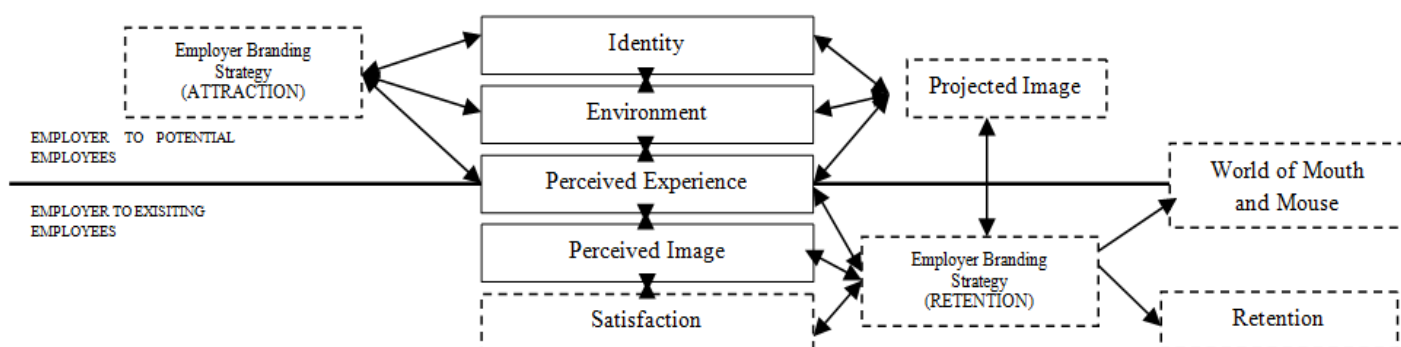 Identity
Employer Branding
Strategy
(ATTRACTION)
Projected Image
Environment
EMPLOYER TO POTENTIAL
EMPLOYEES
Perceived Experience
World of Mouth
and Mouse
EMPLOYER TO EXISITING
EMPLOYEES
Perceived Image
Employer Branding
Strategy
(RETENTION)
Satisfaction
Retention